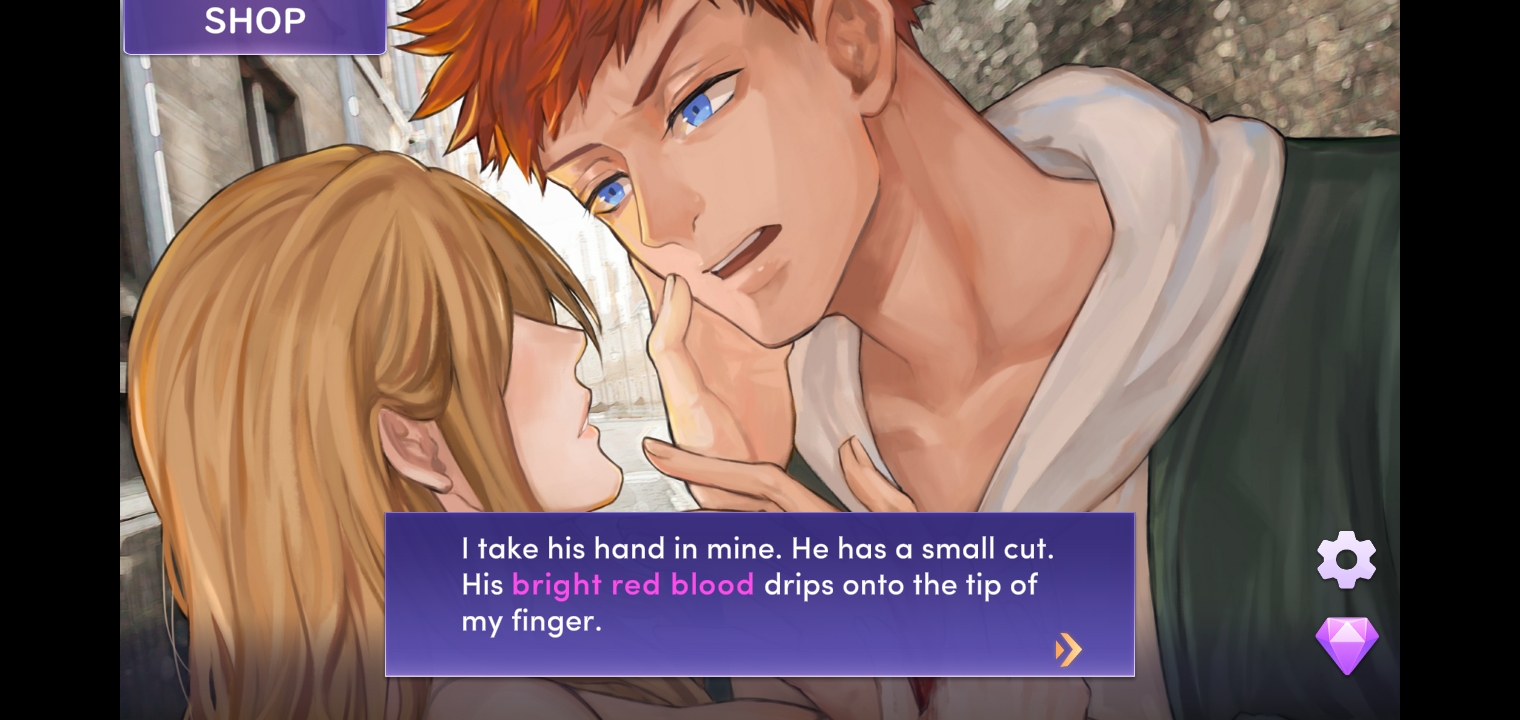 SHOP
I take his hand in mine. He has a small cut.
His bright red blood drips onto the tip of
my finger.